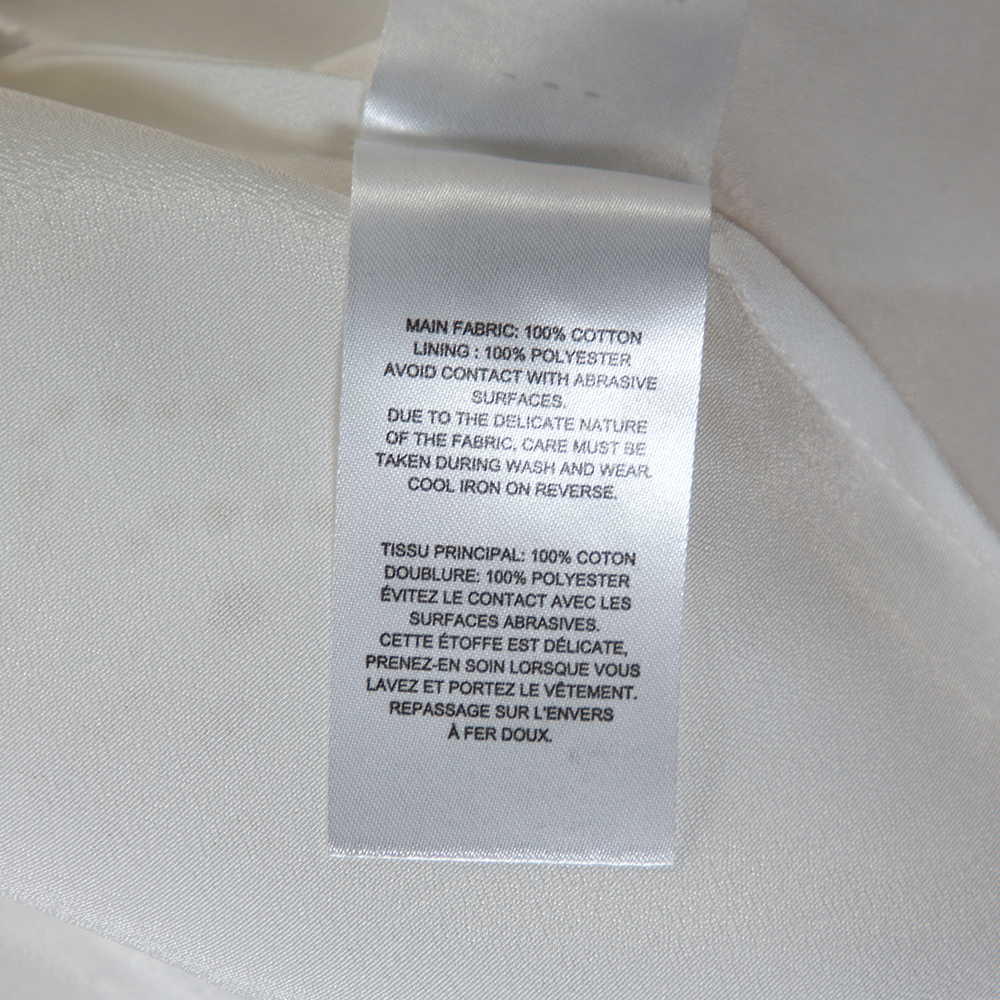 MAIN FABRIC: 100% COTTON
LINING : 100% POLYESTER
AVOID CONTACT WITH ABRASIVE
SURFACES.
DUE TO THE DELICATE NATURE
OF THE FABRIC, CARE MUST BE
TAKEN DURING WASH AND WEAR.
COOL IRON ON REVERSE.
TISSU PRINCIPAL: 100% COTON
DOUBLURE: 100% POLYESTER
ÉVITEZ LE CONTACT AVEC LES
SURFACES ABRASIVES.
CETTE ÉTOFFE EST DÉLICATE,
PRENEZ-EN SOIN LORSQUE VOUS
LAVEZ ET PORTEZ LE VÊTEMENT.
REPASSAGE SUR L'ENVERS
À FER DOUX.